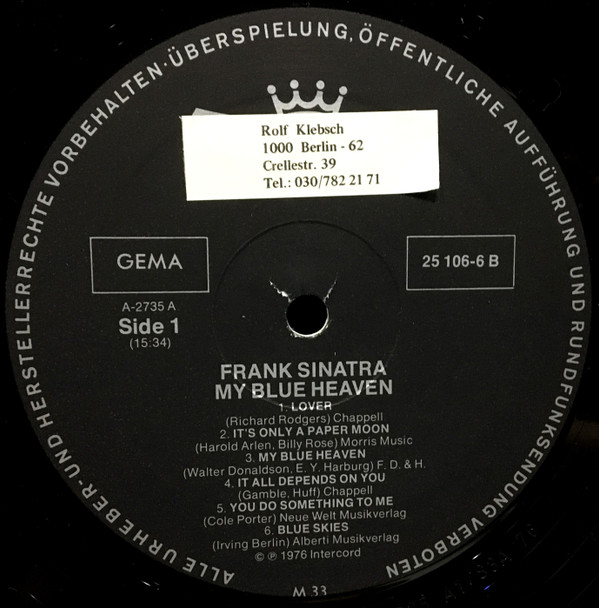 ALLE URHEBER- UND HERSTELLERRECHTE VORBEHALTEN · ÜBERSPIELUNG, ÖFFENTLICHE AUFFÜHRUNG UND RUNDFUNKSENDUNG VERBOTEN
Rolf Klebsch
1000 Berlin - 62
Crellestr. 39
Tel.: 030/782 21 71
GEMA
25 106-6 B
A-2735 A
Side 1
(15:34)
FRANK SINATRA
MY BLUE HEAVEN
1. LOVER
(Richard Rodgers) Chappell
2. IT'S ONLY A PAPER MOON
(Harold Arlen, Billy Rose) Morris Music
3. MY BLUE HEAVEN
(Walter Donaldson, E. Y. Harburg) F. D. & H.
4. IT ALL DEPENDS ON YOU
(Gamble, Huff) Chappell
5. YOU DO SOMETHING TO ME
(Cole Porter) Neue Welt Musikverlag
6. BLUE SKIES
(Irving Berlin) Alberti Musikverlag
© ℗ 1976 Intercord
M 33